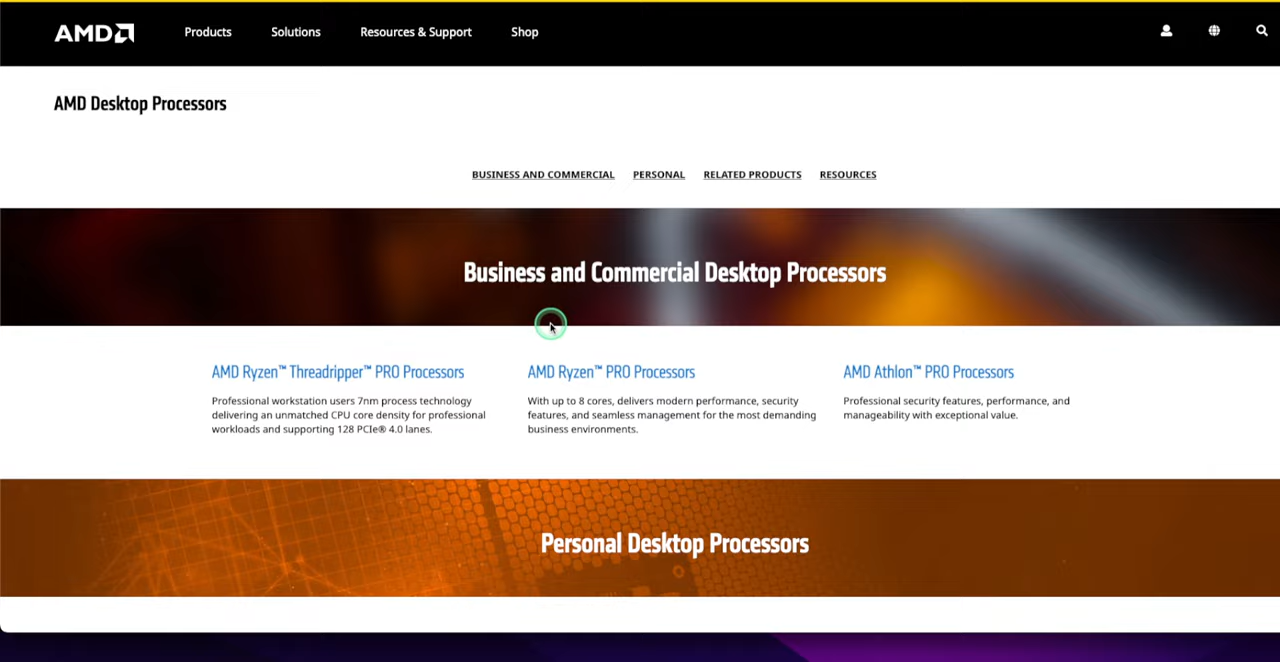 AMD
Products
Solutions
Resources & Support
Shop
AMD Desktop Processors
BUSINESS AND COMMERCIAL
PERSONAL
RELATED PRODUCTS
RESOURCES
Business and Commercial Desktop Processors
AMD Ryzen™ Threadripper™ PRO Processors
Professional workstation users 7nm process technology
delivering an unmatched CPU core density for professional
workloads and supporting 128 PCIe® 4.0 lanes.
AMD Ryzen™ PRO Processors
With up to 8 cores, delivers modern performance, security
features, and seamless management for the most demanding
business environments.
AMD Athlon™ PRO Processors
Professional security features, performance, and
manageability with exceptional value.
Personal Desktop Processors